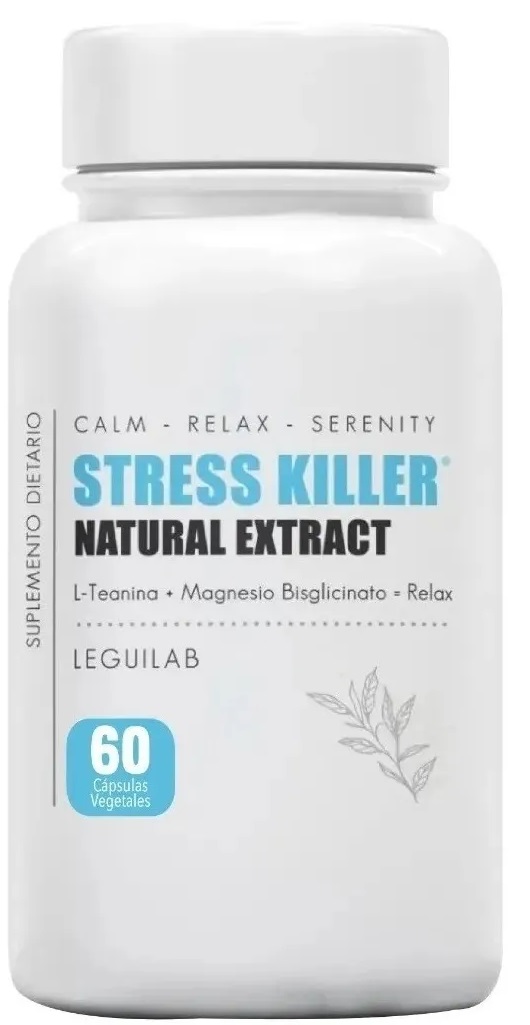 CALM - RELAX - SERENITY
STRESS KILLER®
NATURAL EXTRACT
L-Teanina + Magnesio Bisglicinato = Relax
LEGUILAB
60
Cápsulas
Vegetales
SUPLEMENTO DIETARIO